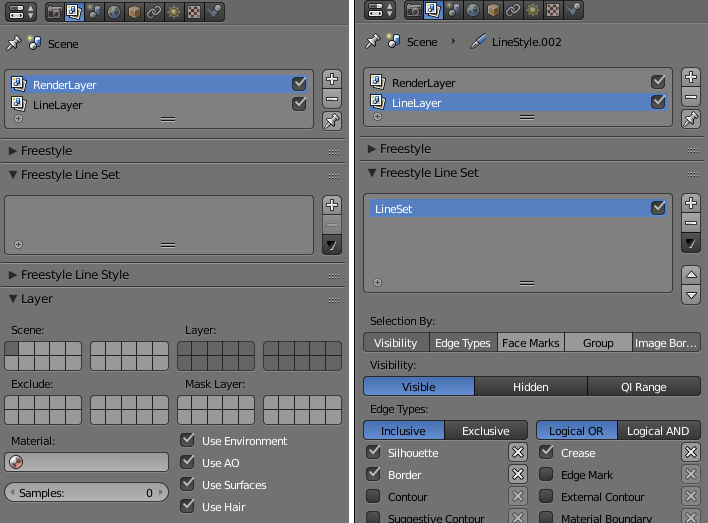 Scene
RenderLayer
LineLayer
Freestyle
Freestyle Line Set
Freestyle Line Style
Layer
Scene: Layer:
Exclude: Mask Layer:
Material: Use Environment
Use AO
Samples: 0 Use Surfaces
Use Hair
Scene LineStyle.002
RenderLayer
LineLayer
Freestyle
Freestyle Line Set
LineSet
Selection By:
Visibility Edge Types Face Marks Group Image Bor...
Visibility:
Visible Hidden QI Range
Edge Types:
Inclusive Exclusive Logical OR Logical AND
Silhouette Crease
Border Edge Mark
Contour External Contour
Suggestive Contour Material Boundary